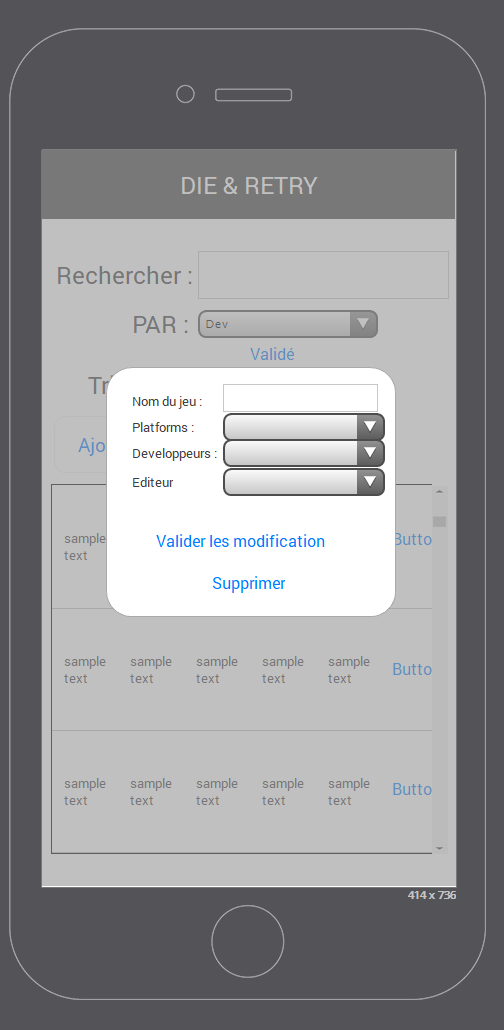 DIE & RETRY
Rechercher :
PAR : Dev
Validé
Nom du jeu :
Platforms :
Developpeurs :
Editeur
Valider les modification
Supprimer
sample Butto
text
sample sample sample sample sample Butto
text text text text text
sample sample sample sample sample Butto
text text text text text
414 x 736